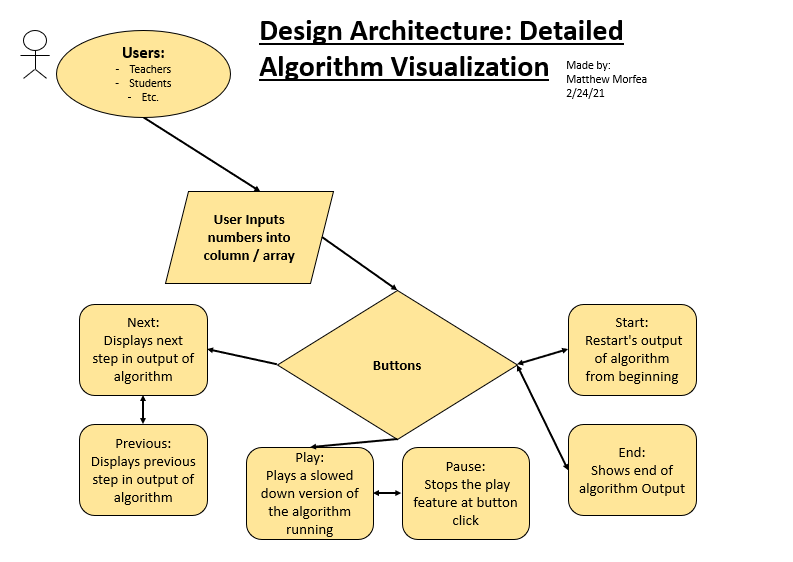 Design Architecture: Detailed
Algorithm Visualization
Made by:
Matthew Morfea
2/24/21
Users:
- Teachers
- Students
- Etc.
User Inputs
numbers into
column / array
Buttons
Next:
Displays next
step in output of
algorithm
Previous:
Displays previous
step in output of
algorithm
Play:
Plays a slowed
down version of
the algorithm
running
Pause:
Stops the play
feature at button
click
Start:
Restart's output
of algorithm
from beginning
End:
Shows end of
algorithm Output